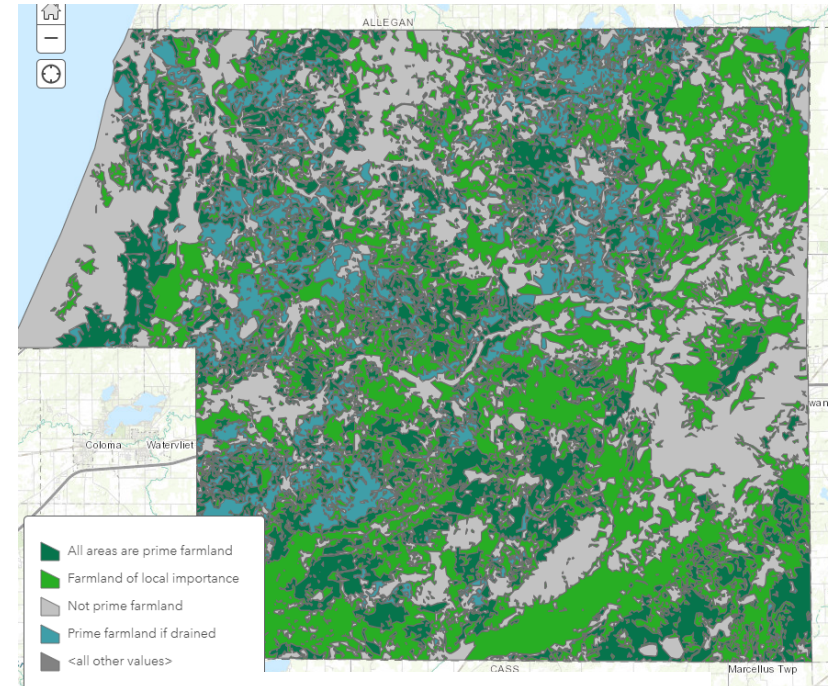 ALLEGAN
Coloma
Watervliet
All areas are prime farmland
Farmland of local importance
Not prime farmland
Prime farmland if drained
<all other values>
CASS
Marcellus Twp